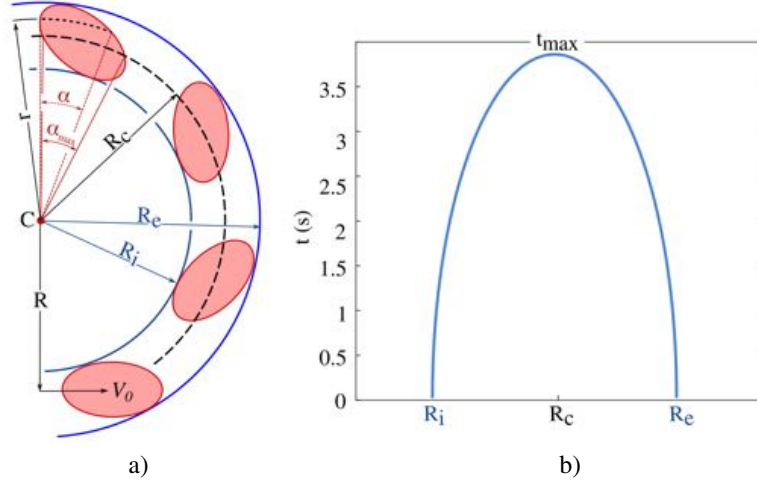 α
α_max
r
R_c
C
R_e
R_i
R
V_0
a)
t_max
3.5
3
2.5
2
1.5
1
0.5
0
t (s)
R_i
R_c
R_e
b)